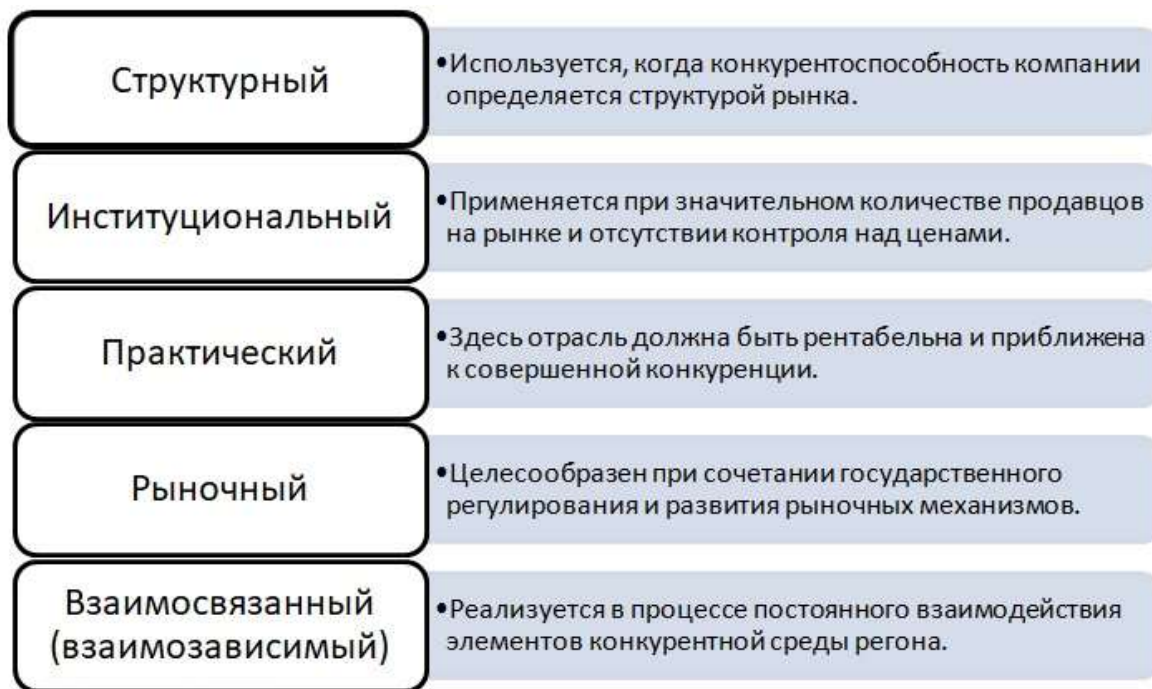 Структурный
•Используется, когда конкурентоспособность компании
определяется структурой рынка.
Институциональный
•Применяется при значительном количестве продавцов
на рынке и отсутствии контроля над ценами.
Практический
•Здесь отрасль должна быть рентабельна и приближена
к совершенной конкуренции.
Рыночный
•Целесообразен при сочетании государственного
регулирования и развития рыночных механизмов.
Взаимосвязанный
(взаимозависимый)
•Реализуется в процессе постоянного взаимодействия
элементов конкурентной среды регона.